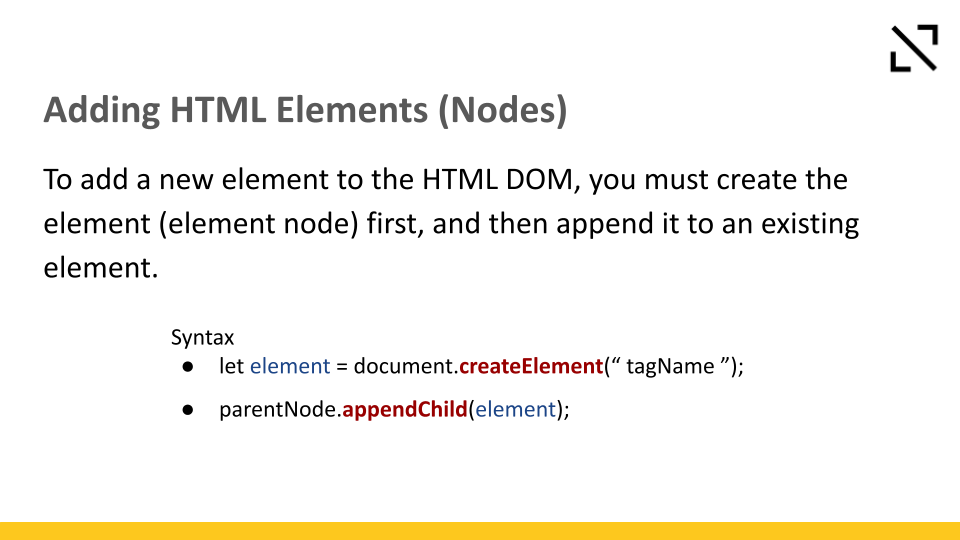 Adding HTML Elements (Nodes)
To add a new element to the HTML DOM, you must create the
element (element node) first, and then append it to an existing
element.
Syntax
● let element = document.createElement(“ tagName ”);
● parentNode.appendChild(element);